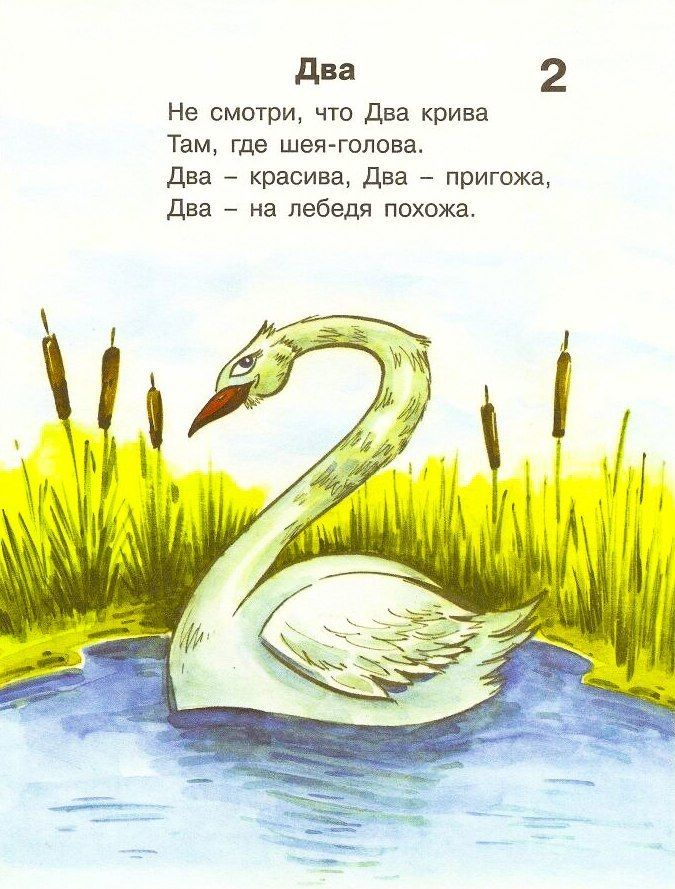 Два 2
Не смотри, что Два крива
Там, где шея-голова.
Два – красива, Два – пригожа,
Два – на лебедя похожа.